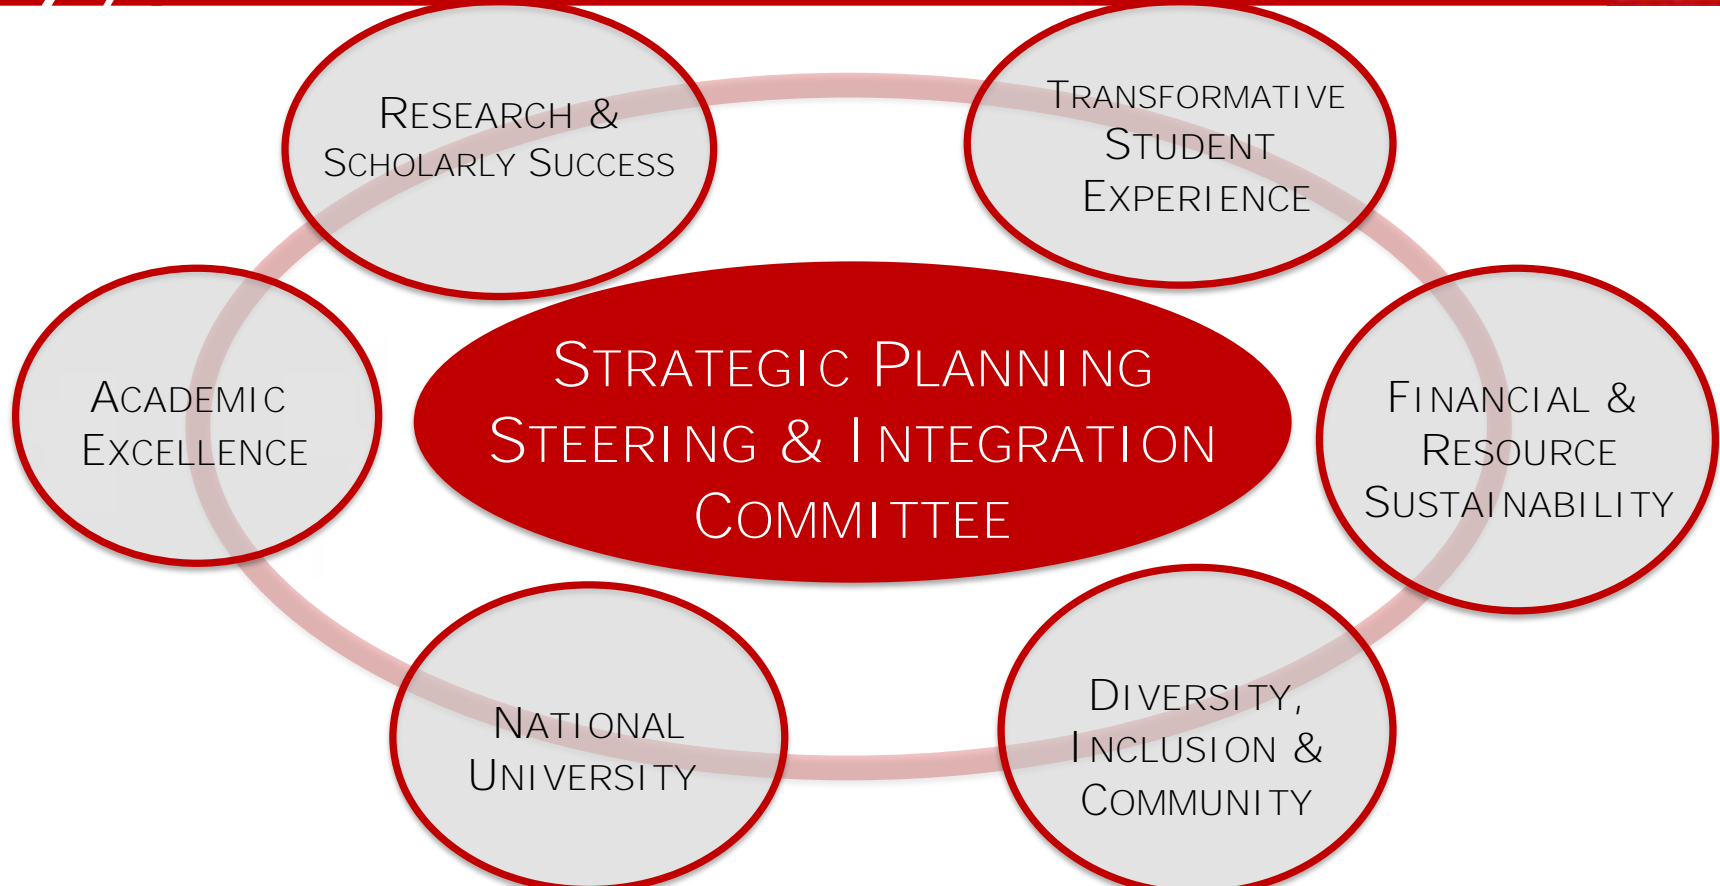 RESEARCH &
SCHOLARLY SUCCESS
TRANSFORMATIVE
STUDENT
EXPERIENCE
ACADEMIC
EXCELLENCE
STRATEGIC PLANNING
STEERING & INTEGRATION
COMMITTEE
FINANCIAL &
RESOURCE
SUSTAINABILITY
NATIONAL
UNIVERSITY
DIVERSITY,
INCLUSION &
COMMUNITY